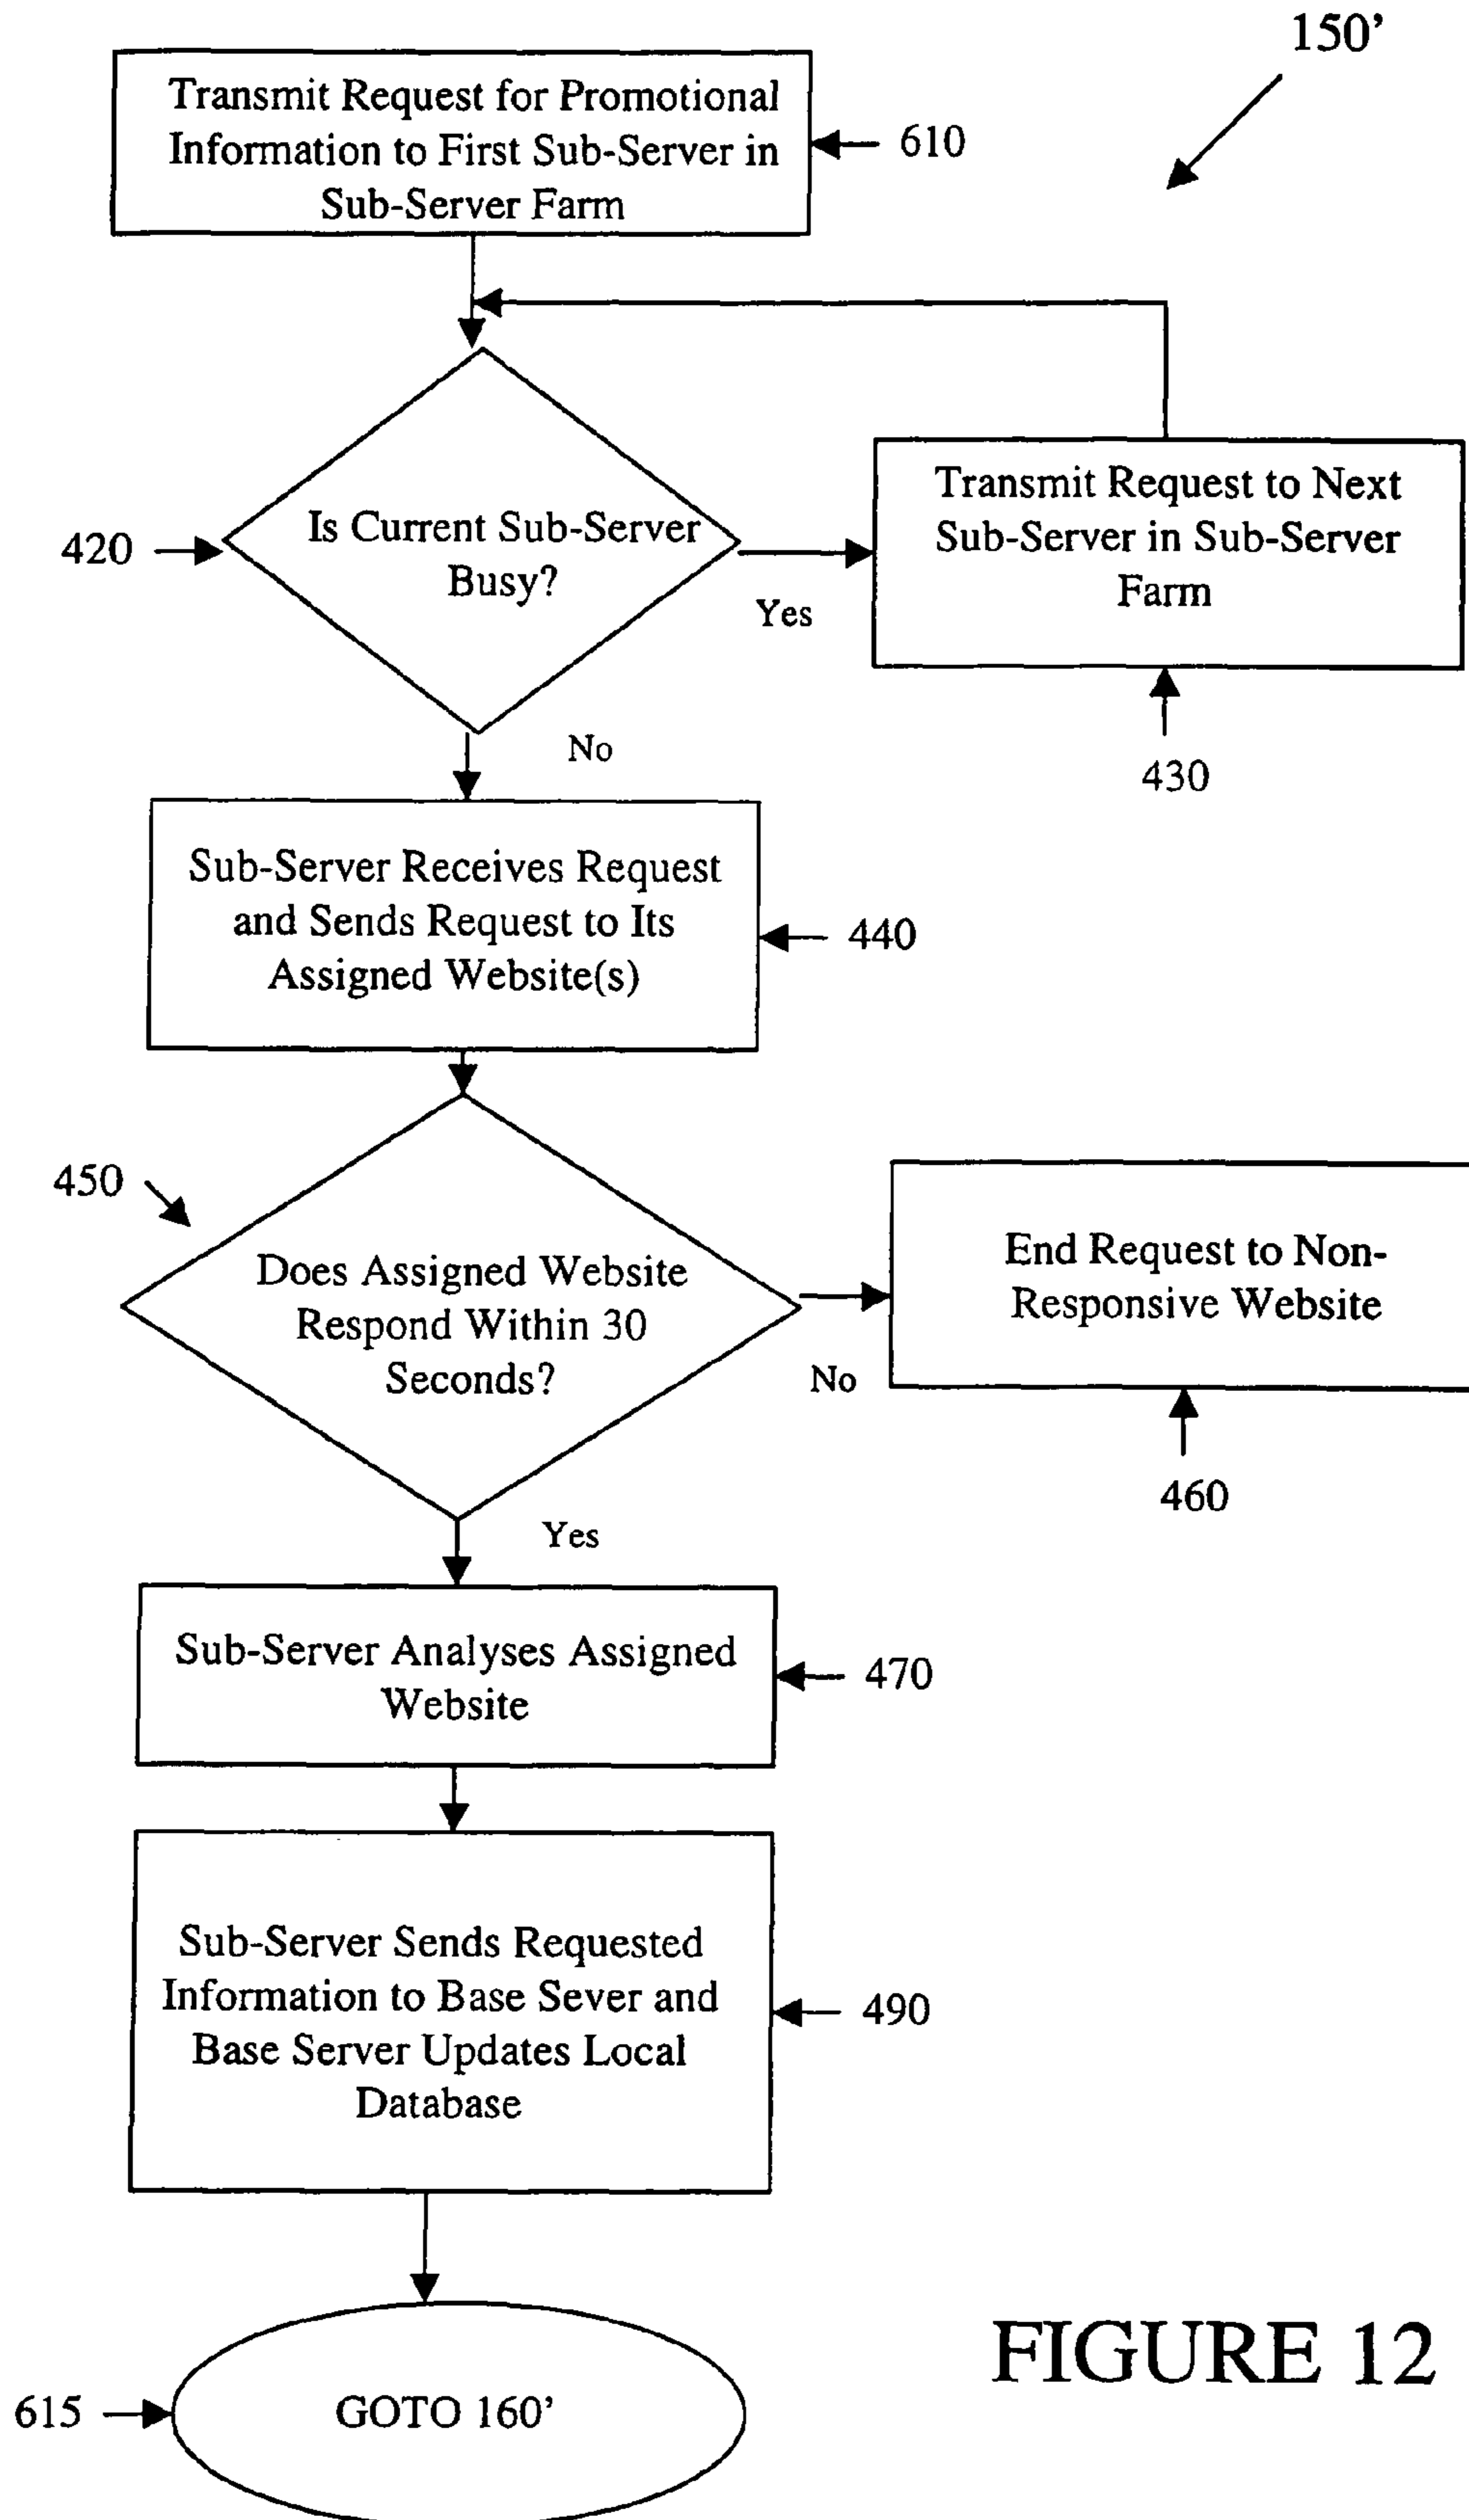 150’
Transmit Request for Promotional
Information to First Sub-Server in
Sub-Server Farm
610
Is Current Sub-Server
Busy?
420
Yes
Transmit Request to Next
Sub-Server in Sub-Server
Farm
430
No
Sub-Server Receives Request
and Sends Request to Its
Assigned Website(s)
440
450
Does Assigned Website
Respond Within 30
Seconds?
No
End Request to Non-
Responsive Website
460
Yes
Sub-Server Analyses Assigned
Website
470
Sub-Server Sends Requested
Information to Base Sever and
Base Server Updates Local
Database
490
615
GOTO 160’
FIGURE 12